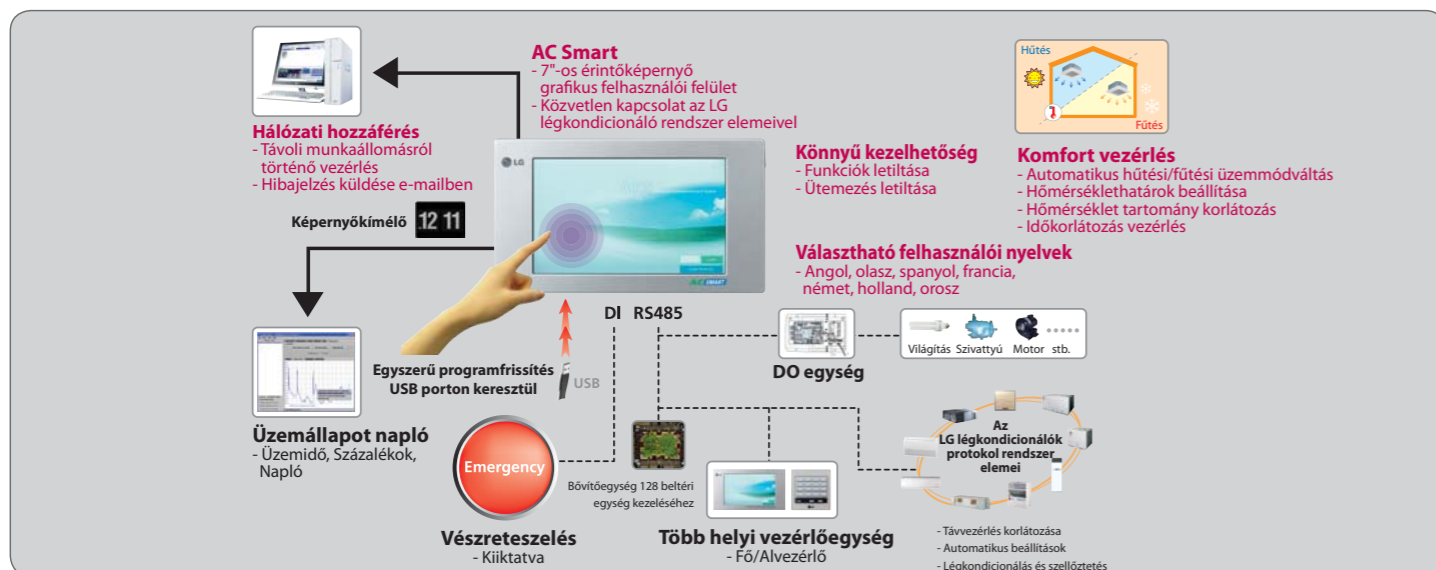 AC Smart
- 7"-os érintőképernyő
grafikus felhasználói felület
- Közvetlen kapcsolat az LG
légkondicionáló rendszer elemeivel
Hűtés
Fűtés
Hálózati hozzáférés
- Távoli munkaállomásról
történő vezérlés
- Hibajelzés küldése e-mailben
LG
Könnyű kezelhetőség
- Funkciók letiltása
- Ütemezés letiltása
Komfort vezérlés
- Automatikus hűtési/fűtési üzemmódváltás
- Hőmérséklethatárok beállítása
- Hőmérséklet tartomány korlátozás
- Időkorlátozás vezérlés
Képernyőkímélő
12 11
Választható felhasználói nyelvek
- Angol, olasz, spanyol, francia,
német, holland, orosz
DI RS485
Világítás Szivattyú Motor stb.
DO egység
Egyszerű programfrissítés
USB porton keresztül
USB
Üzemállapot napló
- Üzemidő, Százalékok,
Napló
Emergency
Az
LG légkondicionálók
protokol rendszer
elemei
Bővítőegység 128 beltéri
egység kezeléséhez
Vészreteszelés
- Kiiktatva
Több helyi vezérlőegység
- Fő/Alvezérlő
- Távvezérlés korlátozása
- Automatikus beállítások
- Légkondicionálás és szellőztetés